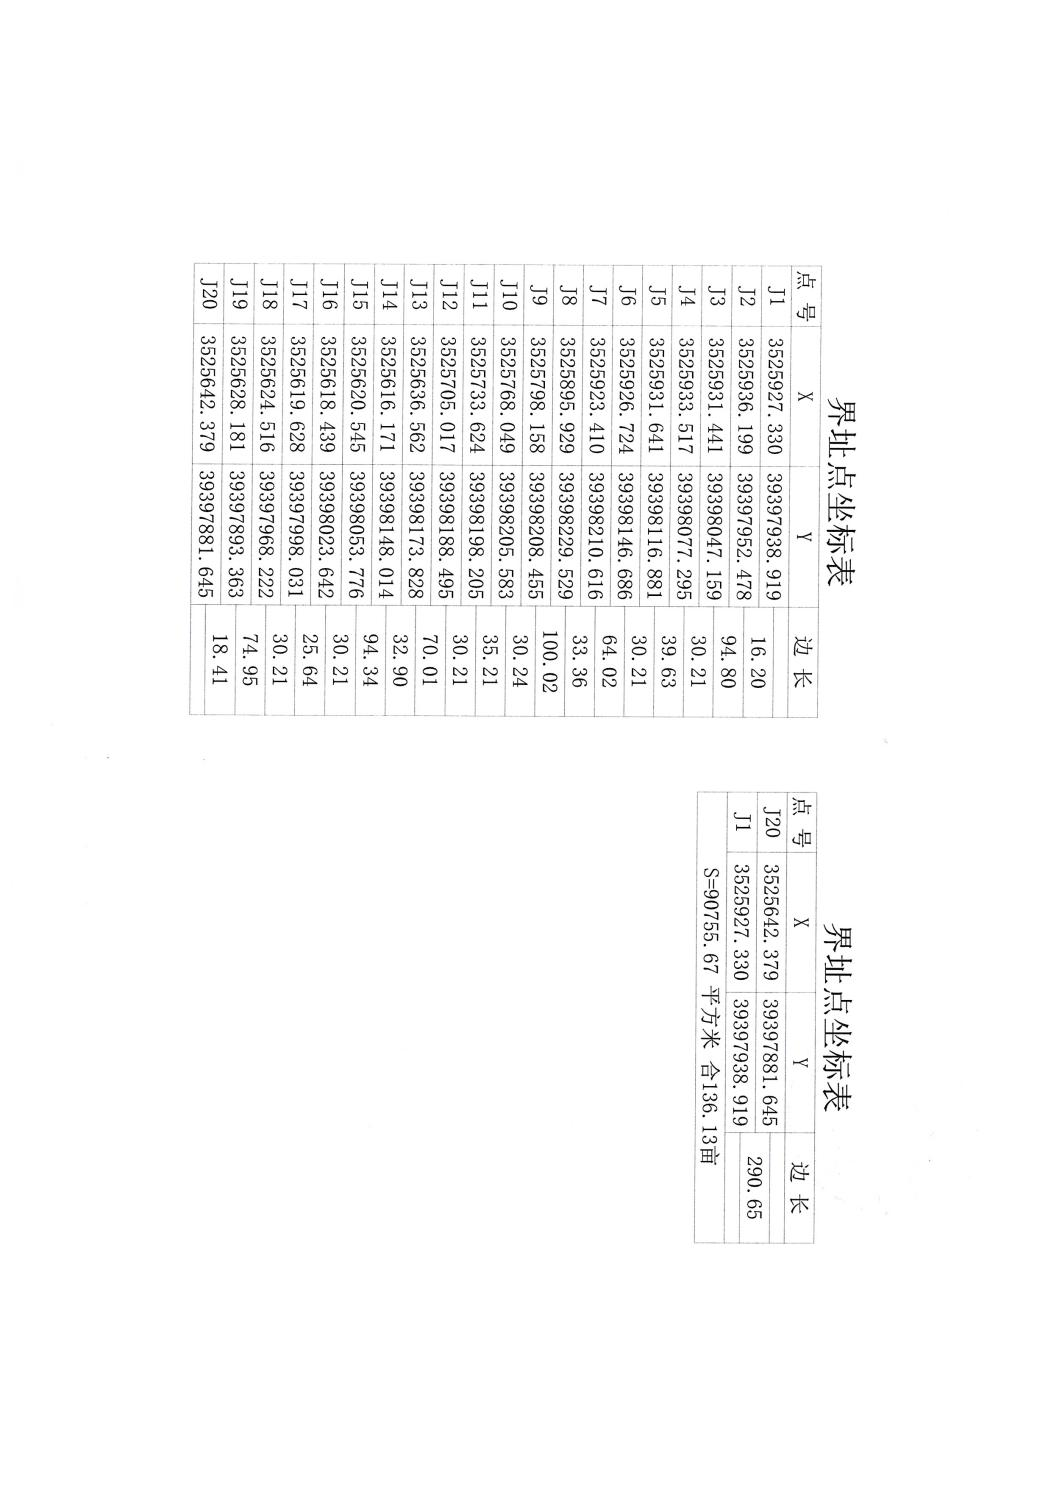 界址点坐标表
点 号 X Y 边 长
J1 3525927.330 39397938.919
16.20
J2 3525936.199 39397952.478
94.80
J3 3525931.441 39398047.159
30.21
J4 3525933.517 39398077.295
39.63
J5 3525931.641 39398116.881
30.21
J6 3525926.724 39398146.686
64.02
J7 3525923.410 39398210.616
33.36
J8 3525895.929 39398229.529
100.02
J9 3525798.158 39398208.455
30.24
J10 3525768.049 39398205.583
35.21
J11 3525733.624 39398198.205
30.21
J12 3525705.017 39398188.495
70.01
J13 3525636.562 39398173.828
32.90
J14 3525616.171 39398148.014
94.34
J15 3525620.545 39398053.776
30.21
J16 3525618.439 39398023.642
25.64
J17 3525619.628 39397998.031
30.21
J18 3525624.516 39397968.222
74.95
J19 3525628.181 39397893.363
18.41
J20 3525642.379 39397881.645
界址点坐标表
点 号 X Y 边 长
J20 3525642.379 39397881.645
290.65
J1 3525927.330 39397938.919
S=90755.67 平方米 合136.13亩